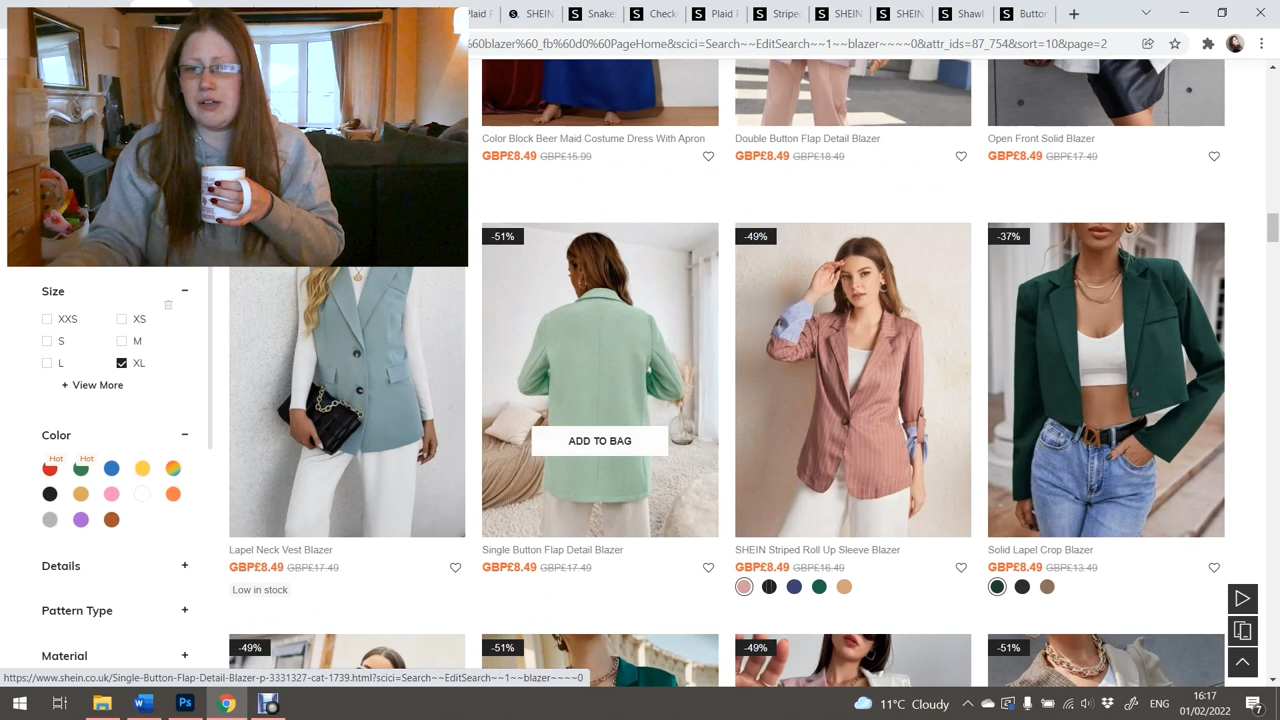 Plaid F
SHEIN
Snake
Check
Plaid F
Stripe
SHEIN
SHEIN
Shawl
Button
%60blazer%60_fb%60d0%60PageHome&scici=Search~~EditSearch~~1~~blazer~~~~0&attr_ids=87_754&sort=10&page=2
Color Block Beer Maid Costume Dress With Apron
GBP£8.49 GBP£15.99
Double Button Flap Detail Blazer
GBP£8.49 GBP£18.49
Open Front Solid Blazer
GBP£8.49 GBP£17.49
-51%
-49%
-37%
Size
XXS
XS
S
M
L
XL
+ View More
Color
Hot
Hot
Details
Pattern Type
Material
ADD TO BAG
Lapel Neck Vest Blazer
GBP£8.49 GBP£17.49
Low in stock
Single Button Flap Detail Blazer
GBP£8.49 GBP£17.49
SHEIN Striped Roll Up Sleeve Blazer
GBP£8.49 GBP£16.49
Solid Lapel Crop Blazer
GBP£8.49 GBP£13.49
-49%
-51%
-49%
-51%
https://www.shein.co.uk/Single-Button-Flap-Detail-Blazer-p-3331327-cat-1739.html?scici=Search~~EditSearch~~1~~blazer~~~~0
11°C Cloudy
ENG
16:17
01/02/2022
7